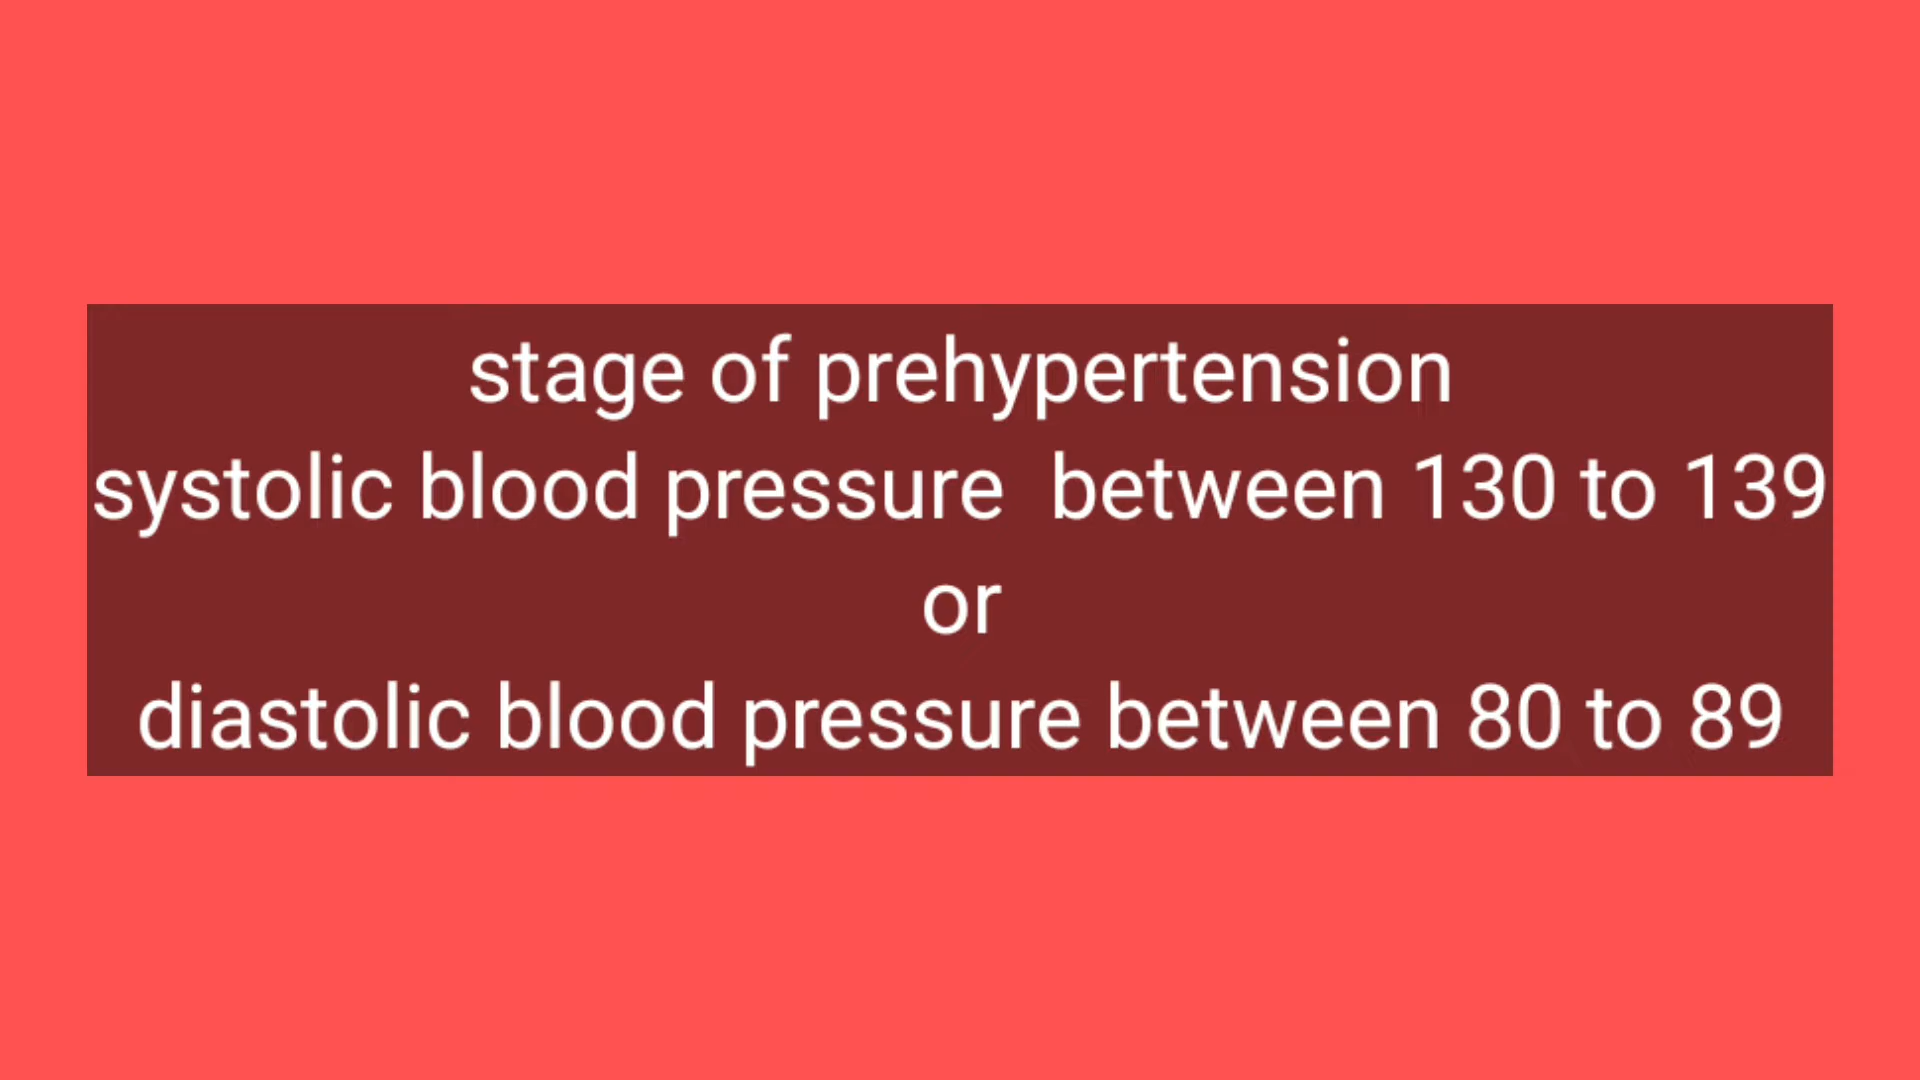 stage of prehypertension
systolic blood pressure  between 130 to 139
or
diastolic blood pressure between 80 to 89